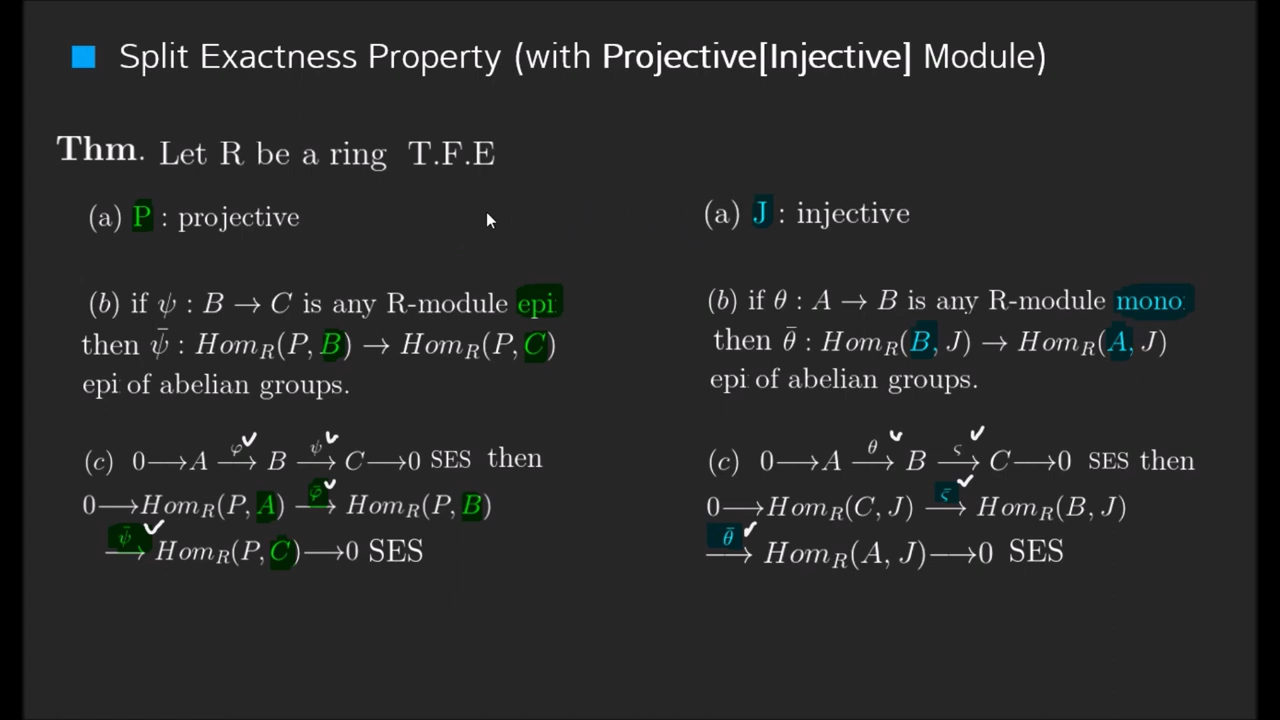 Split Exactness Property (with Projective[Injective] Module)
Thm. Let R be a ring T.F.E
(a) P : projective
(b) if ψ : B → C is any R-module epi
then ψ̄ : Hom_R(P, B) → Hom_R(P, C)
epi of abelian groups.
(c) 0⟶A ⟶^φ B ⟶^ψ C⟶0 SES then
0⟶Hom_R(P, A) ⟶^φ̄ Hom_R(P, B)
⟶^ψ̄ Hom_R(P, C)⟶0 SES
(a) J : injective
(b) if θ : A → B is any R-module mono
then θ̄ : Hom_R(B, J) → Hom_R(A, J)
epi of abelian groups.
(c) 0⟶A ⟶^θ B ⟶^ς C⟶0 SES then
0⟶Hom_R(C, J) ⟶^ς̄ Hom_R(B, J)
⟶^θ̄ Hom_R(A, J)⟶0 SES